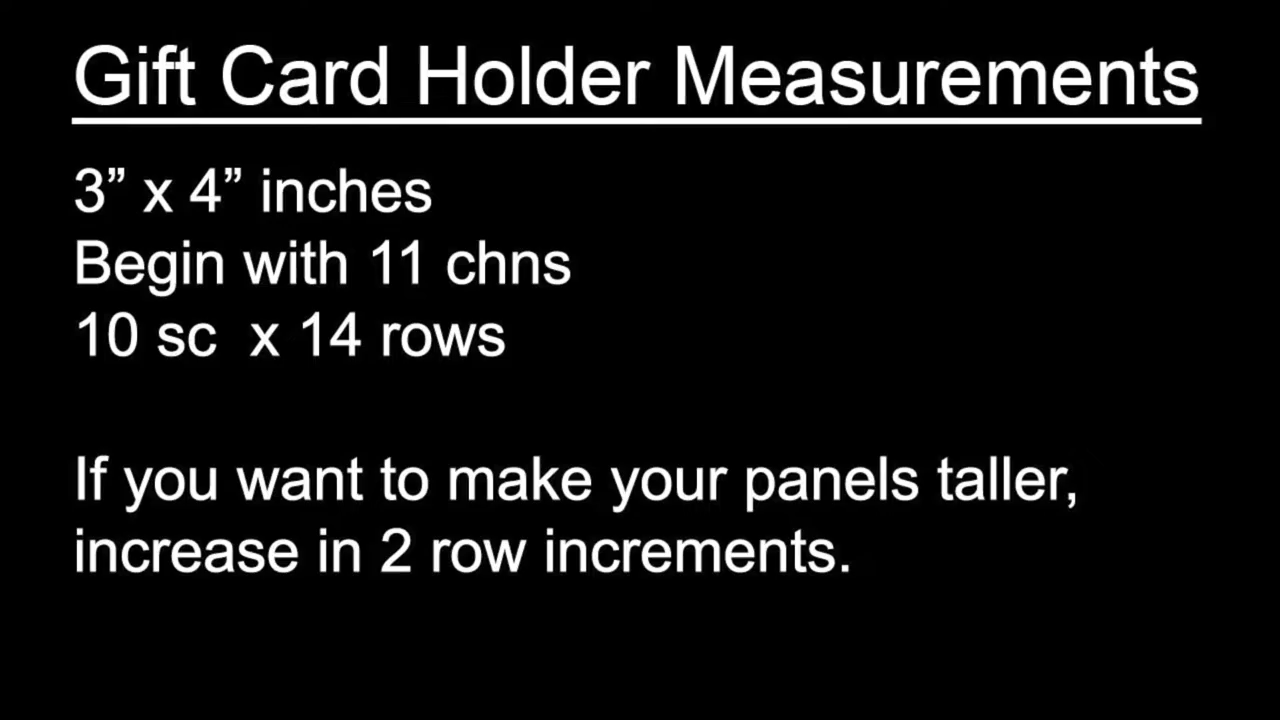 Gift Card Holder Measurements
3” x 4” inches
Begin with 11 chns
10 sc  x 14 rows
If you want to make your panels taller,
increase in 2 row increments.